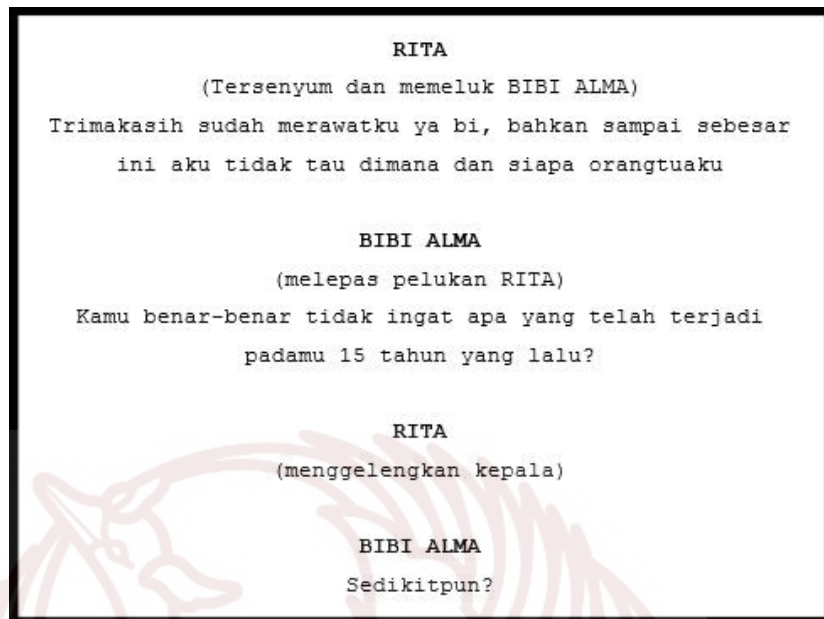 RITA
(Tersenyum dan memeluk BIBI ALMA)
Trimakasih sudah merawatku ya bi, bahkan sampai sebesar
ini aku tidak tau dimana dan siapa orangtuaku
BIBI ALMA
(melepas pelukan RITA)
Kamu benar-benar tidak ingat apa yang telah terjadi
padamu 15 tahun yang lalu?
RITA
(menggelengkan kepala)
BIBI ALMA
Sedikitpun?